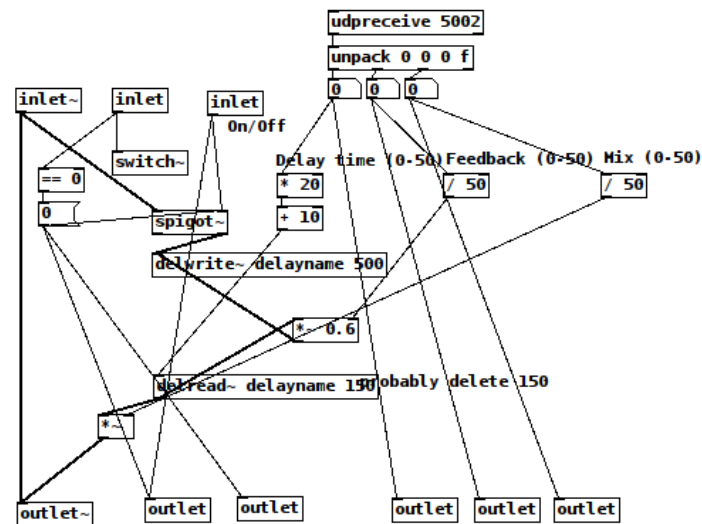 udpreceive 5002
unpack 0 0 0 f
0 0 0
inlet~ inlet inlet
On/Off
switch~
Delay time (0-50) Feedback (0-50) Mix (0-50)
== 0 * 20 / 50 / 50
0 spigot~ + 10
delwrite~ delayname 500
*~ 0.6
delread~ delayname 150 probably delete 150
*~
outlet~ outlet outlet outlet outlet outlet